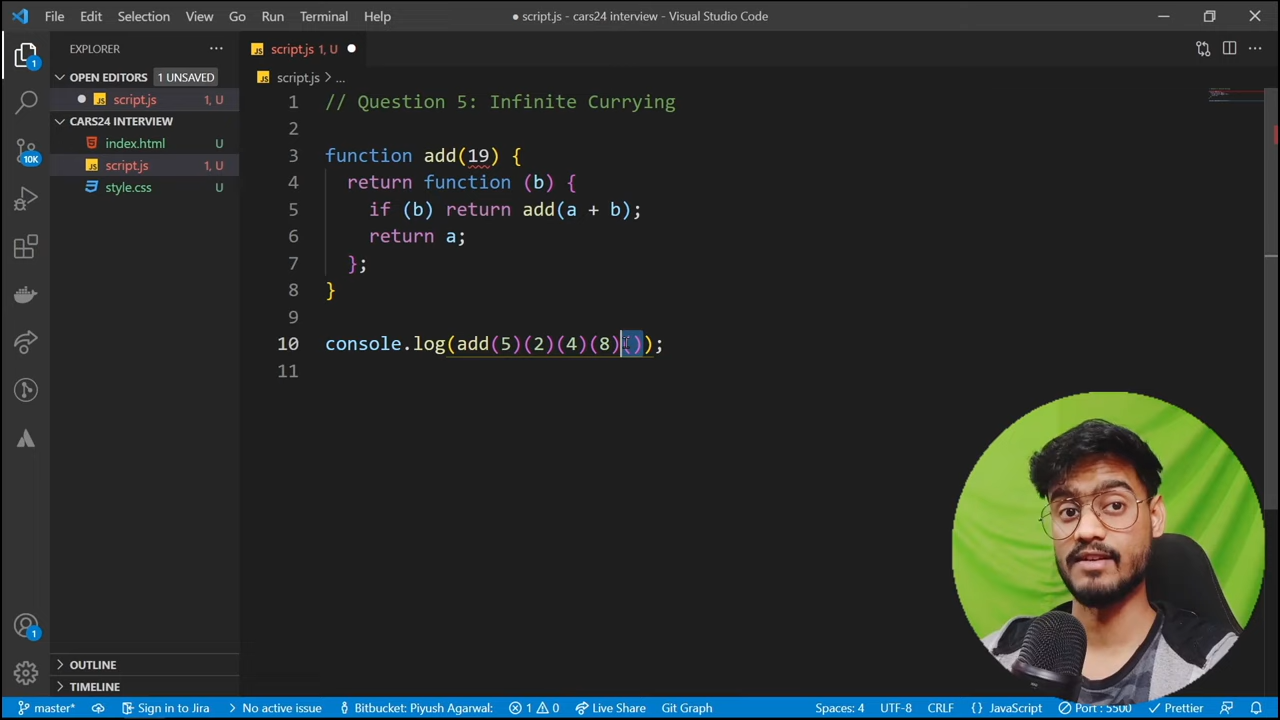 File Edit Selection View Go Run Terminal Help
● script.js - cars24 interview - Visual Studio Code
EXPLORER
OPEN EDITORS 1 UNSAVED
script.js 1, U
CARS24 INTERVIEW
index.html U
script.js 1, U
style.css U
OUTLINE
TIMELINE
1
10K
1
script.js 1, U
script.js > ...
1 // Question 5: Infinite Currying
2
3 function add(19) {
4 return function (b) {
5 if (b) return add(a + b);
6 return a;
7 };
8 }
9
10 console.log(add(5)(2)(4)(8)());
11
master* Sign in to Jira No active issue Bitbucket: Piyush Agarwal: 1 0 Live Share Git Graph Spaces: 4 UTF-8 CRLF {} JavaScript Port : 5500 Prettier